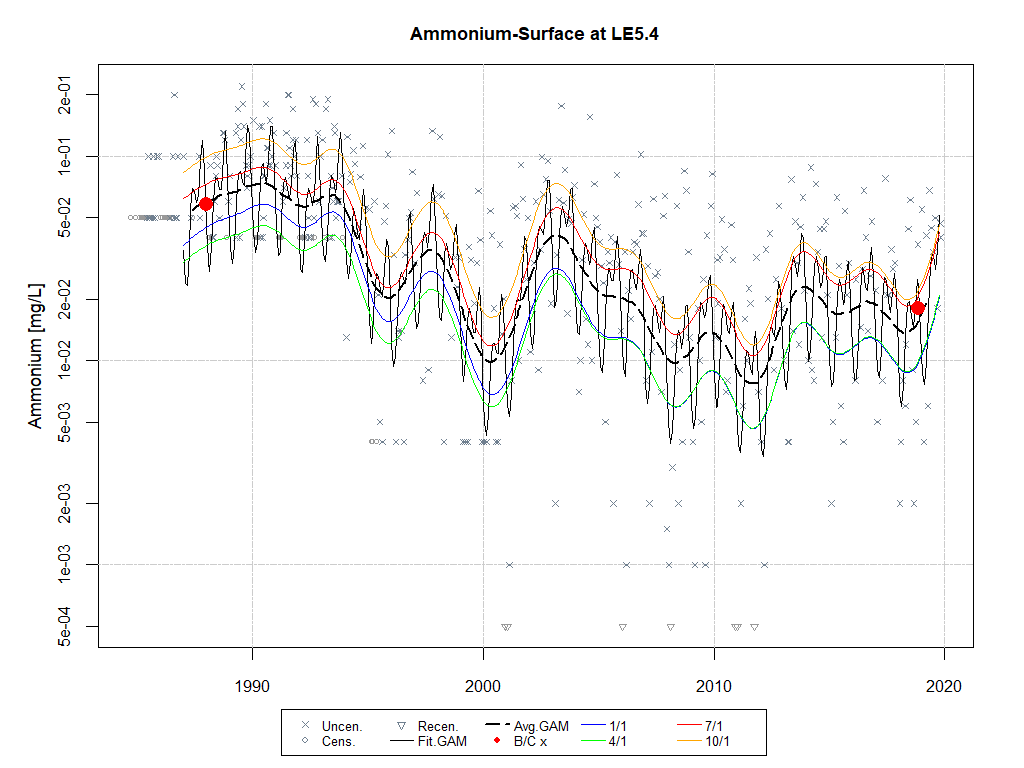 Ammonium-Surface at LE5.4
Ammonium [mg/L]
2e-01
1e-01
5e-02
2e-02
1e-02
5e-03
2e-03
1e-03
5e-04
1990 2000 2010 2020
Uncen. Recen. Avg.GAM 1/1 7/1
Cens. Fit.GAM B/C x 4/1 10/1